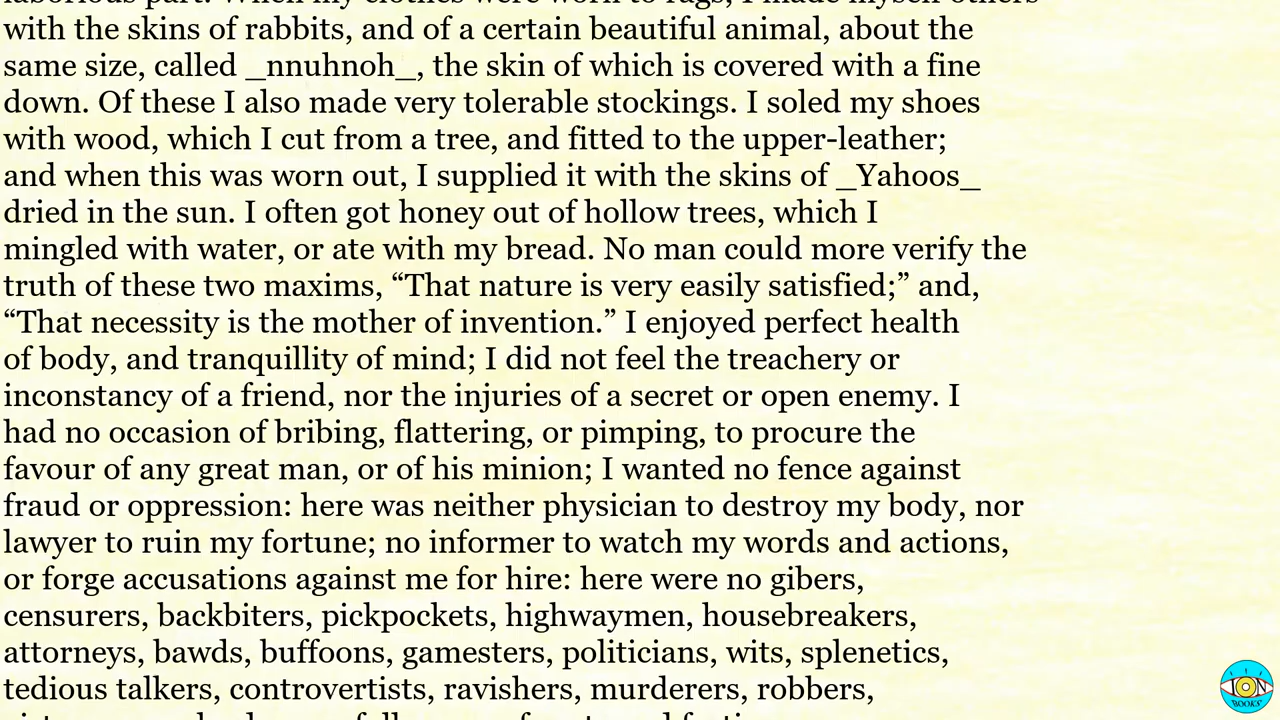 with the skins of rabbits, and of a certain beautiful animal, about the
same size, called _nnuhnoh_, the skin of which is covered with a fine
down. Of these I also made very tolerable stockings. I soled my shoes
with wood, which I cut from a tree, and fitted to the upper-leather;
and when this was worn out, I supplied it with the skins of _Yahoos_
dried in the sun. I often got honey out of hollow trees, which I
mingled with water, or ate with my bread. No man could more verify the
truth of these two maxims, “That nature is very easily satisfied;” and,
“That necessity is the mother of invention.” I enjoyed perfect health
of body, and tranquillity of mind; I did not feel the treachery or
inconstancy of a friend, nor the injuries of a secret or open enemy. I
had no occasion of bribing, flattering, or pimping, to procure the
favour of any great man, or of his minion; I wanted no fence against
fraud or oppression: here was neither physician to destroy my body, nor
lawyer to ruin my fortune; no informer to watch my words and actions,
or forge accusations against me for hire: here were no gibers,
censurers, backbiters, pickpockets, highwaymen, housebreakers,
attorneys, bawds, buffoons, gamesters, politicians, wits, splenetics,
tedious talkers, controvertists, ravishers, murderers, robbers,
ION
BOOKS